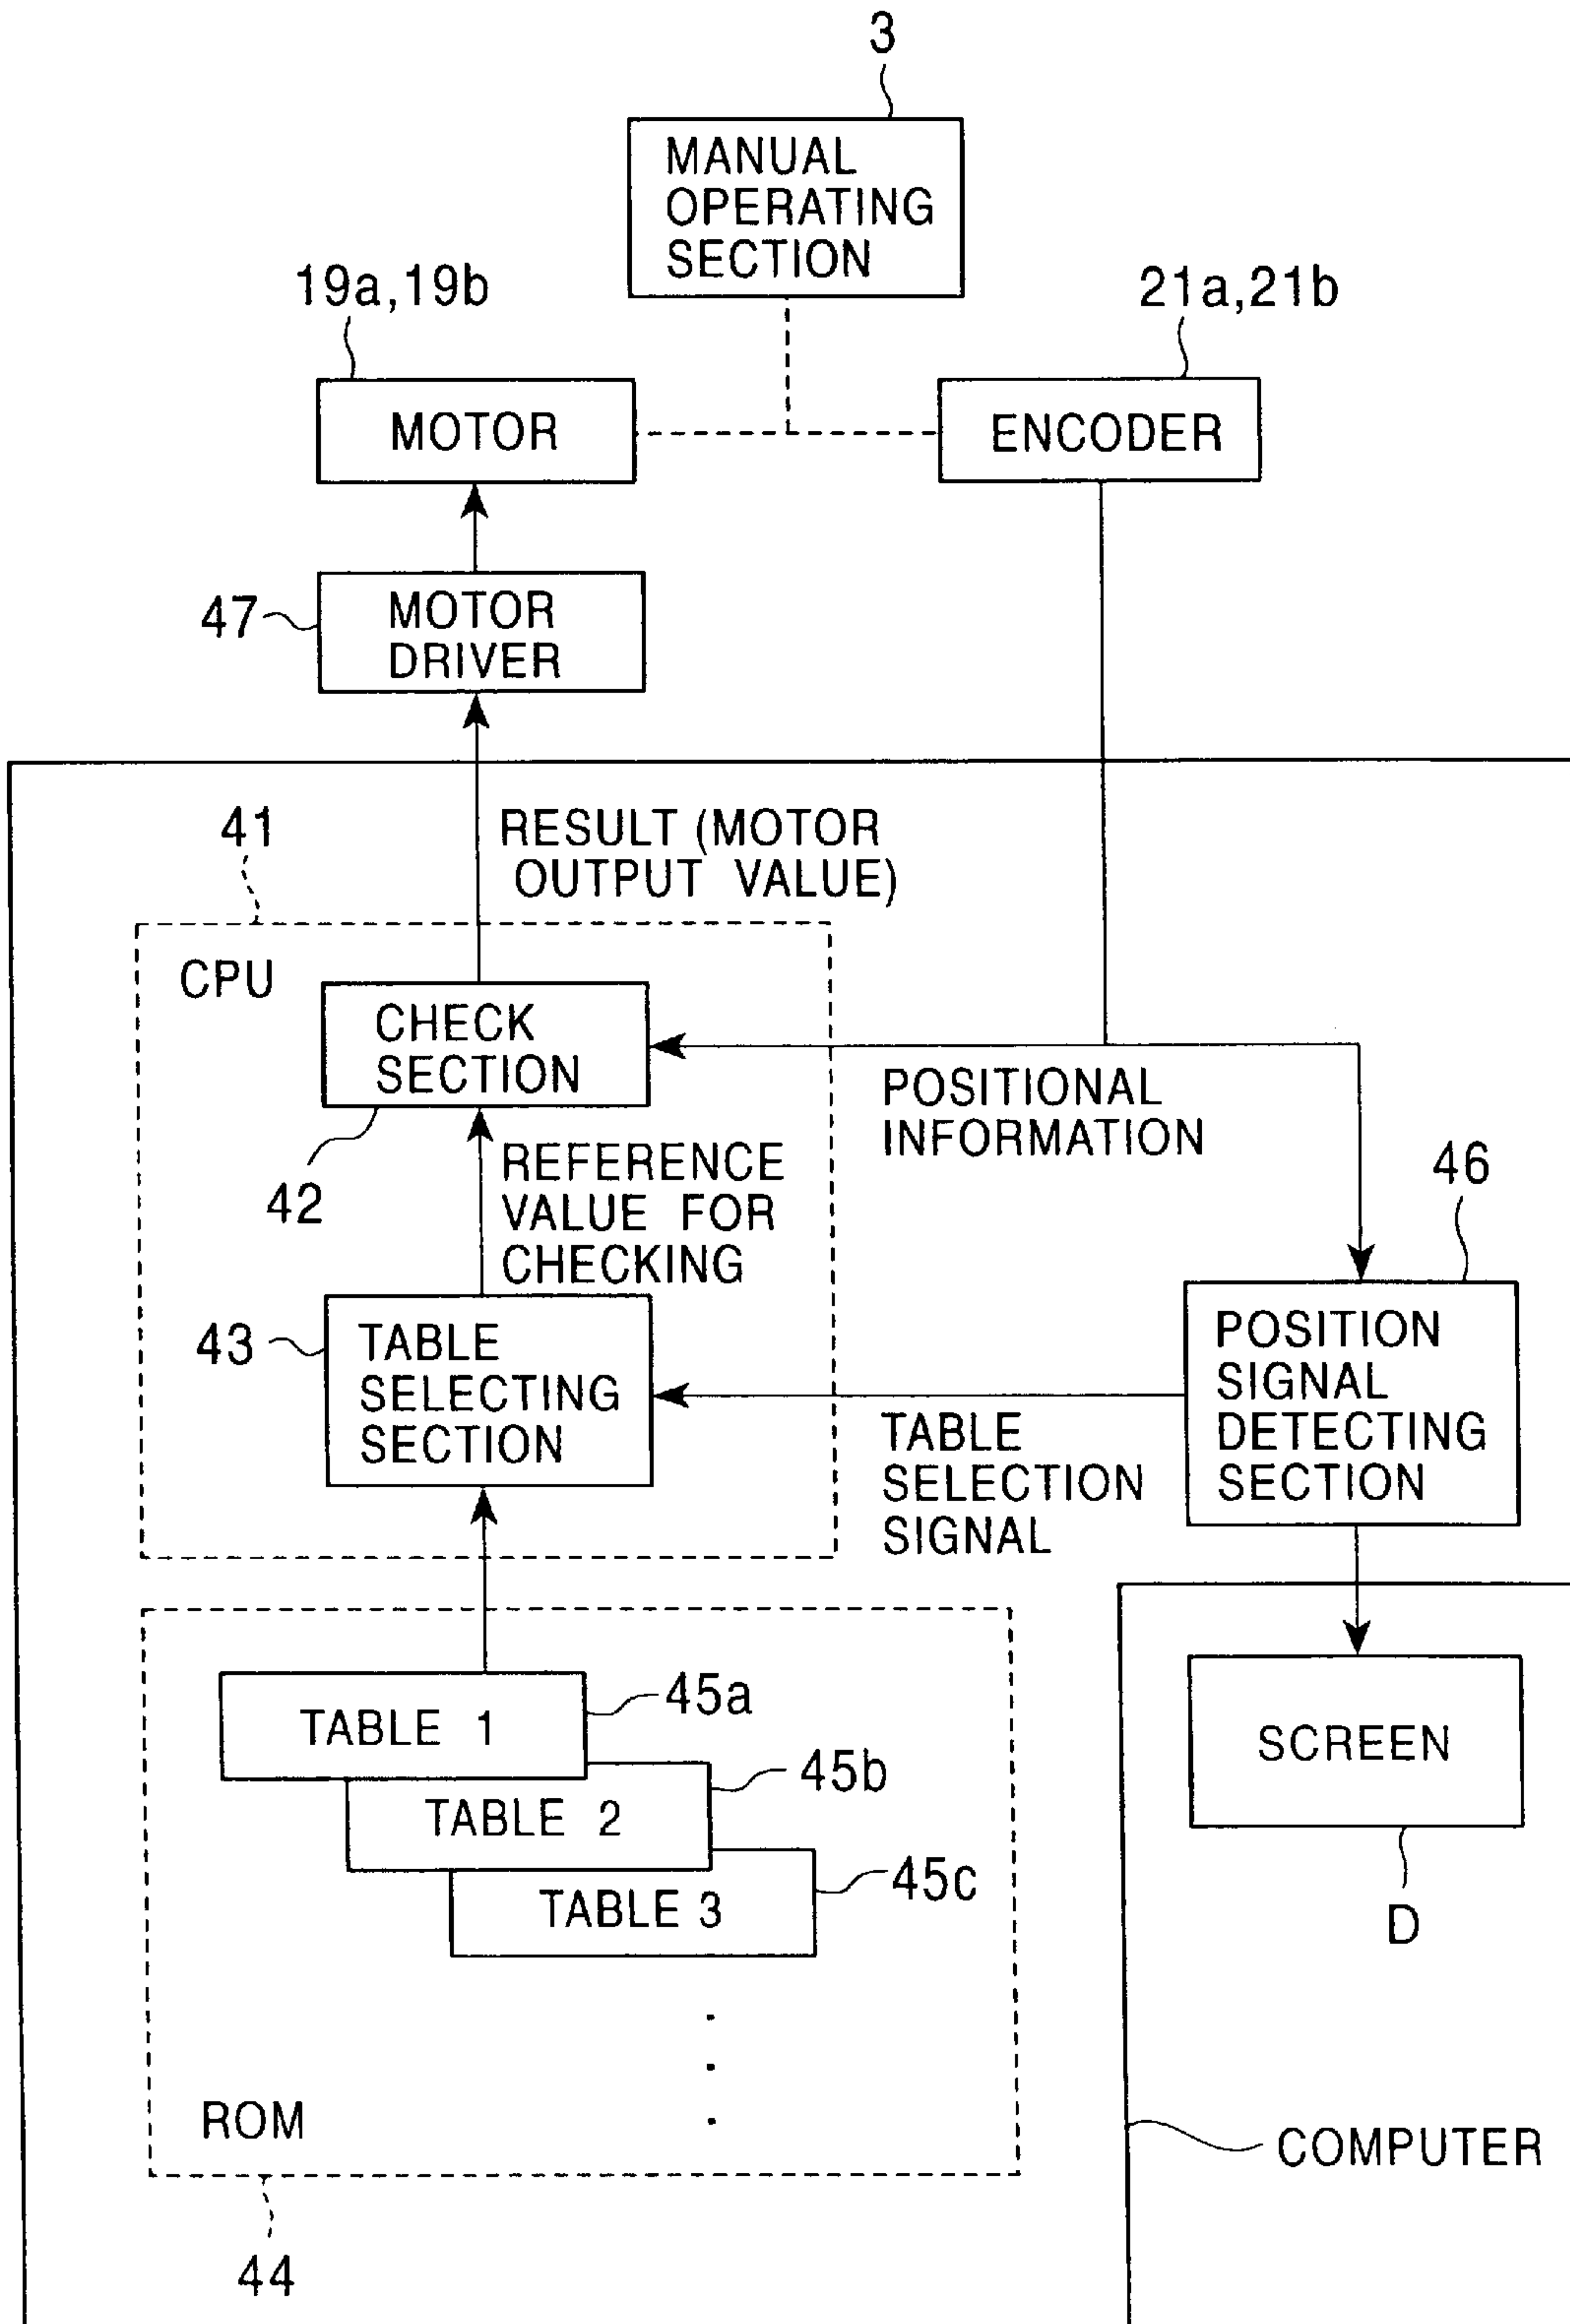 3
MANUAL
OPERATING
SECTION
19a,19b
21a,21b
MOTOR
ENCODER
47
MOTOR
DRIVER
41
RESULT (MOTOR
OUTPUT VALUE)
CPU
CHECK
SECTION
POSITIONAL
INFORMATION
42
REFERENCE
VALUE FOR
CHECKING
46
43
TABLE
SELECTING
SECTION
POSITION
SIGNAL
DETECTING
SECTION
TABLE
SELECTION
SIGNAL
TABLE 1
45a
TABLE 2
45b
TABLE 3
45c
SCREEN
D
ROM
COMPUTER
44